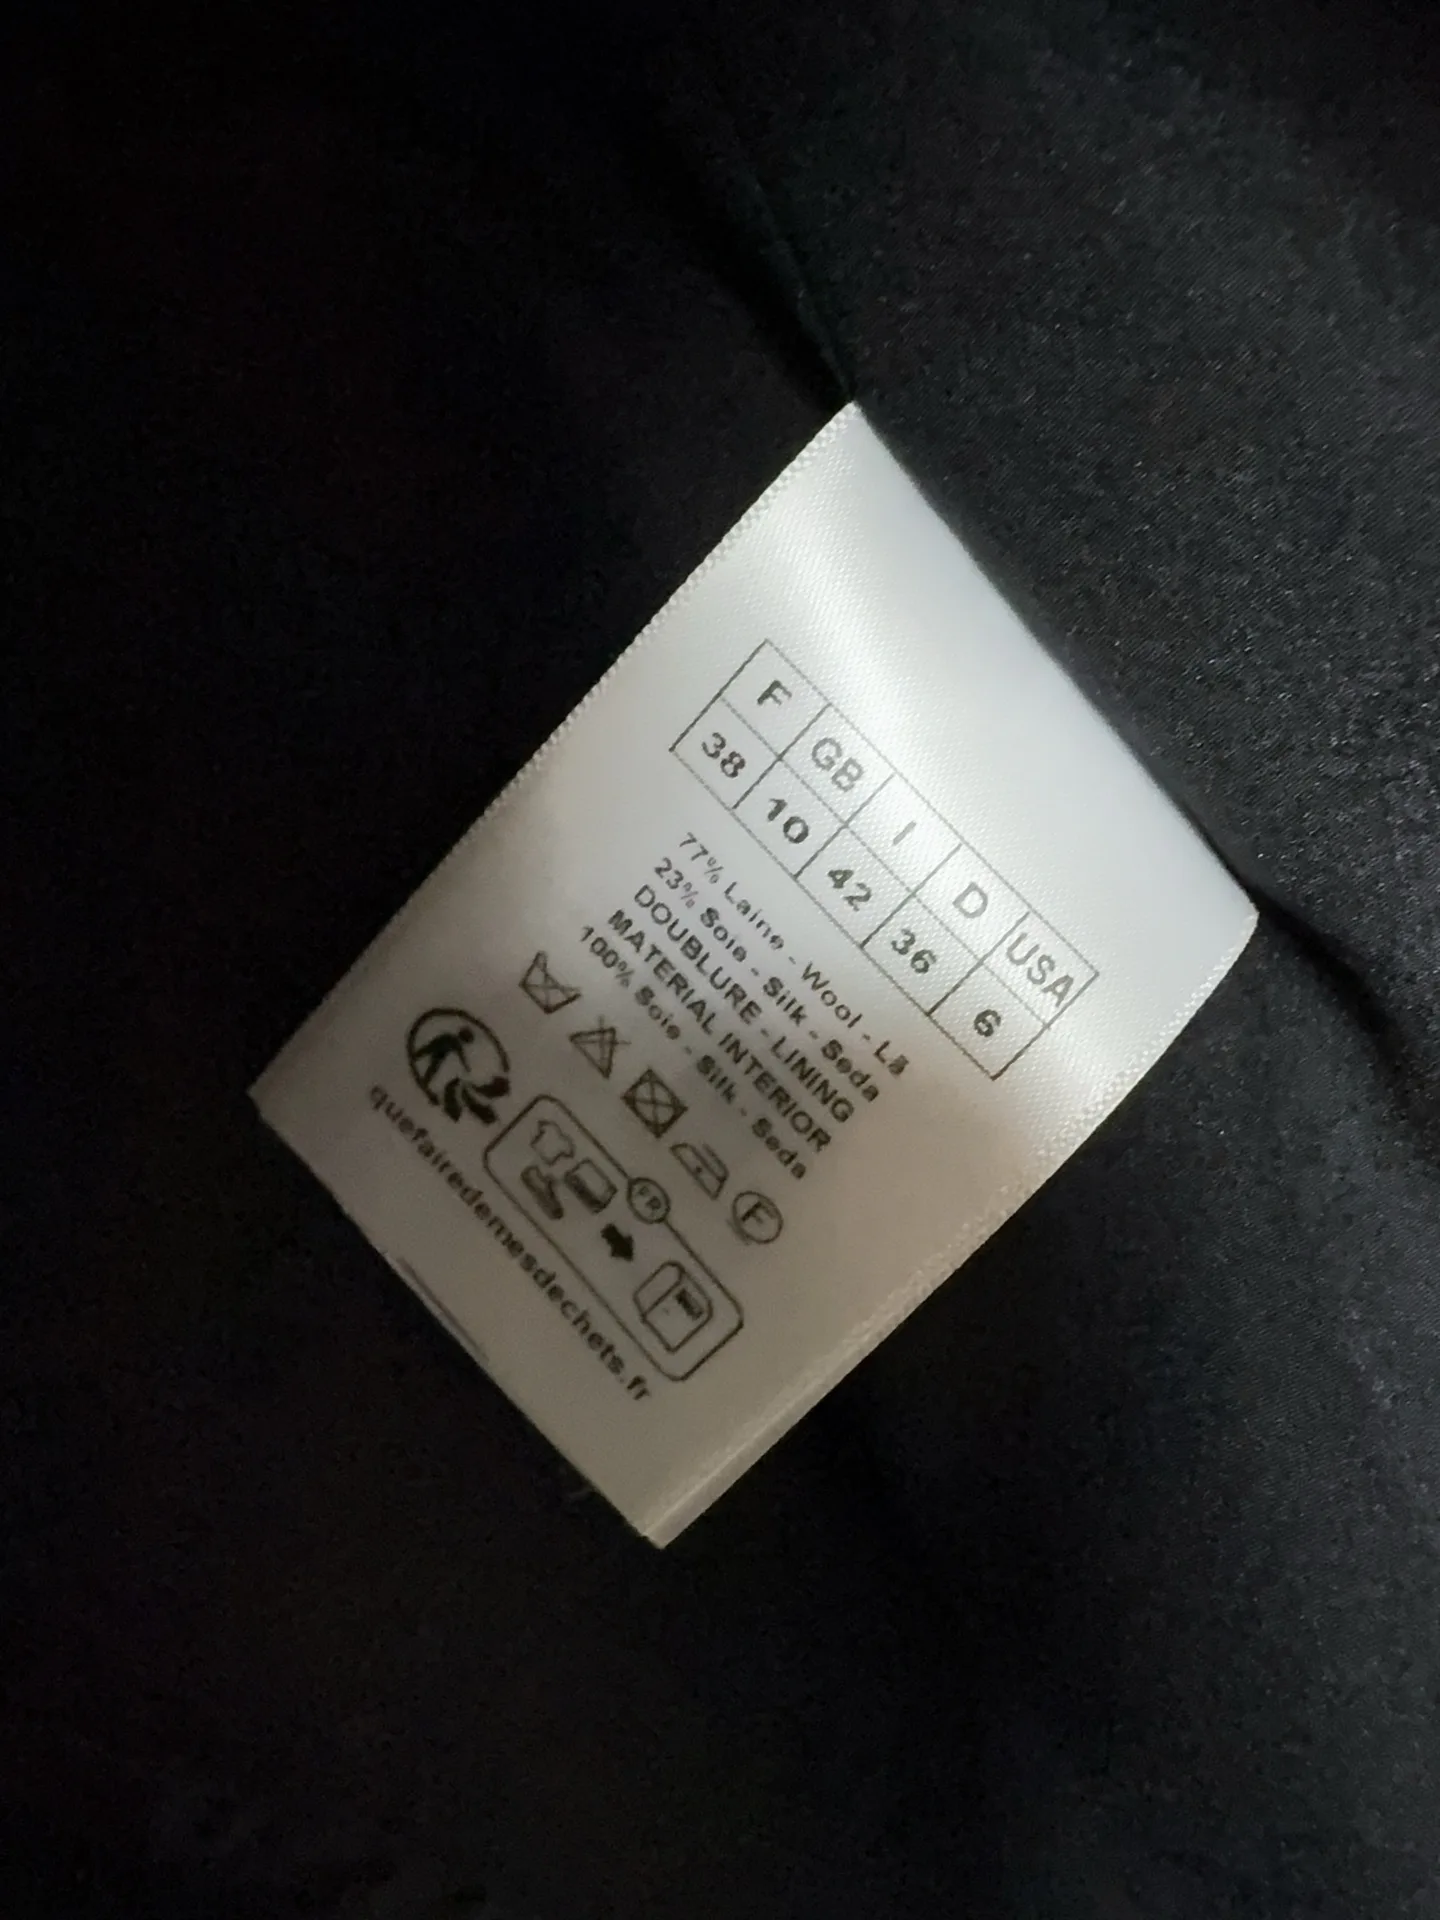 F GB I D USA
38 10 42 36 6
77% Laine - Wool - Lã
23% Soie - Silk - Seda
DOUBLURE - LINING
MATERIAL INTERIOR
100% Soie - Silk - Seda
F
FR
quefairedemesdechets.fr